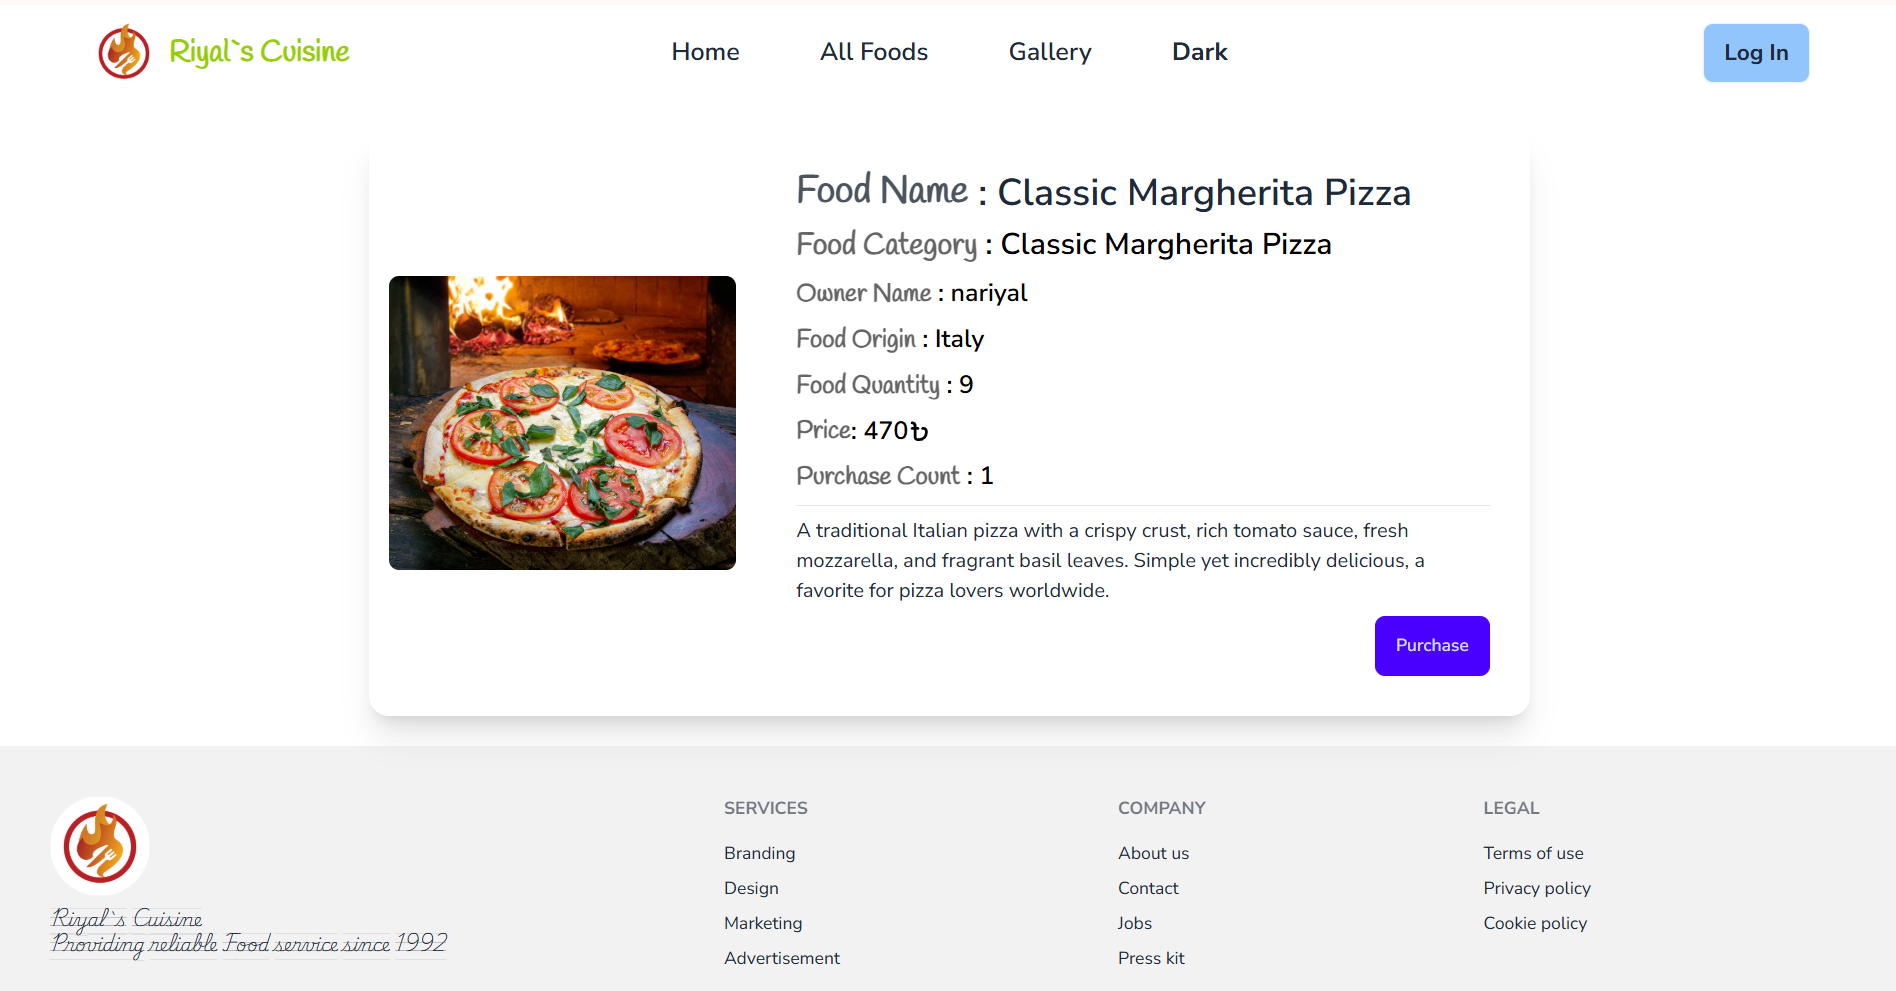 Riyal`s Cuisine
Home
All Foods
Gallery
Dark
Log In
Food Name : Classic Margherita Pizza
Food Category : Classic Margherita Pizza
Owner Name : nariyal
Food Origin : Italy
Food Quantity : 9
Price: 470৳
Purchase Count : 1
A traditional Italian pizza with a crispy crust, rich tomato sauce, fresh
mozzarella, and fragrant basil leaves. Simple yet incredibly delicious, a
favorite for pizza lovers worldwide.
Purchase
Riyal`s Cuisine
Providing reliable Food service since 1992
SERVICES
Branding
Design
Marketing
Advertisement
COMPANY
About us
Contact
Jobs
Press kit
LEGAL
Terms of use
Privacy policy
Cookie policy